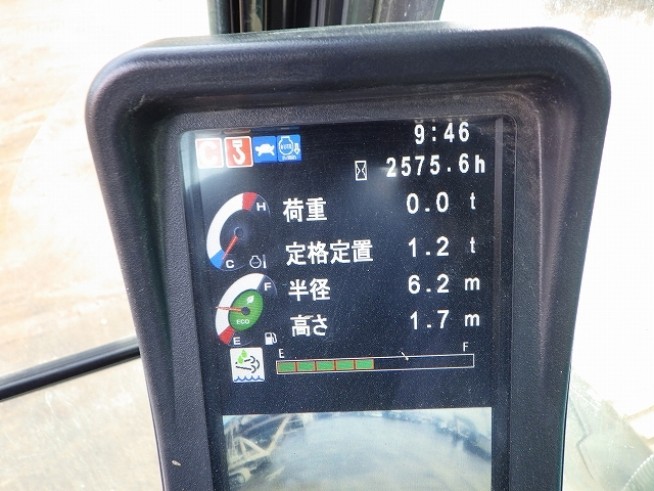 9:46
2575.6h
H
荷重 0.0 t
C
定格定置 1.2 t
F
半径 6.2 m
ECO
高さ 1.7 m
E
E F